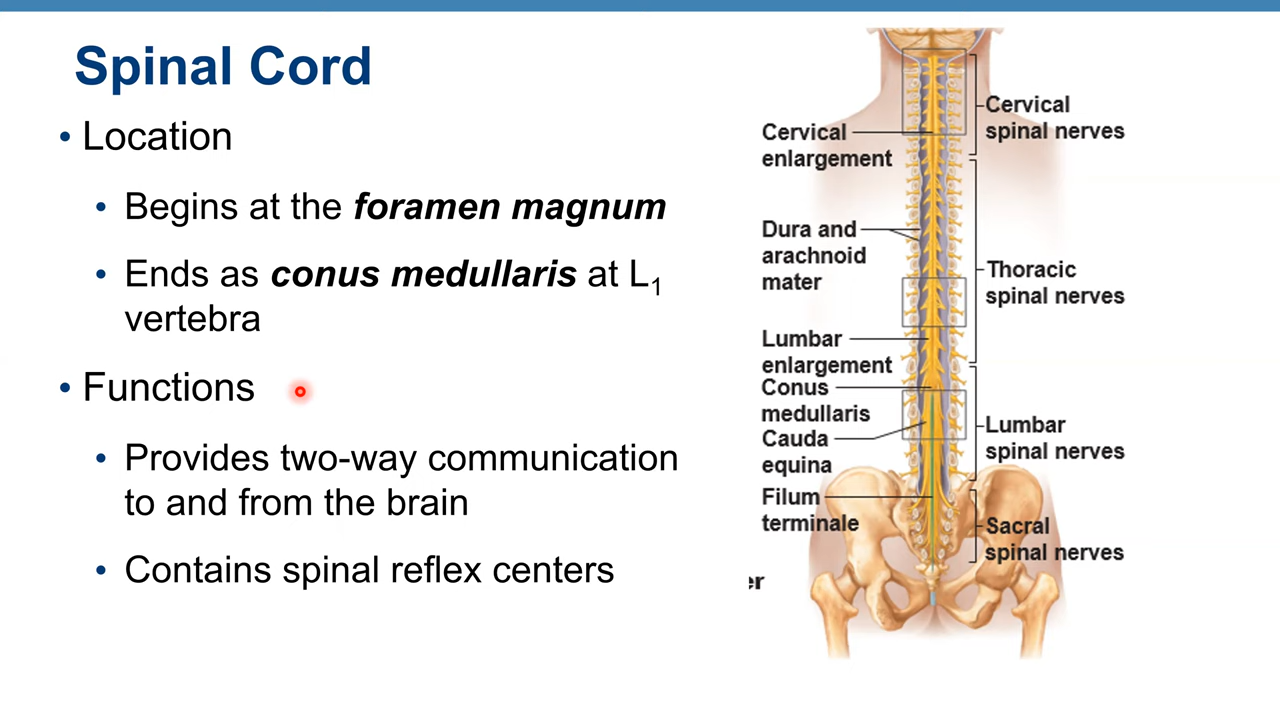 Spinal Cord
• Location
• Begins at the foramen magnum
• Ends as conus medullaris at L₁
vertebra
• Functions
• Provides two-way communication
to and from the brain
• Contains spinal reflex centers
Cervical
enlargement
Dura and
arachnoid
mater
Lumbar
enlargement
Conus
medullaris
Cauda
equina
Filum
terminale
er
Cervical
spinal nerves
Thoracic
spinal nerves
Lumbar
spinal nerves
Sacral
spinal nerves